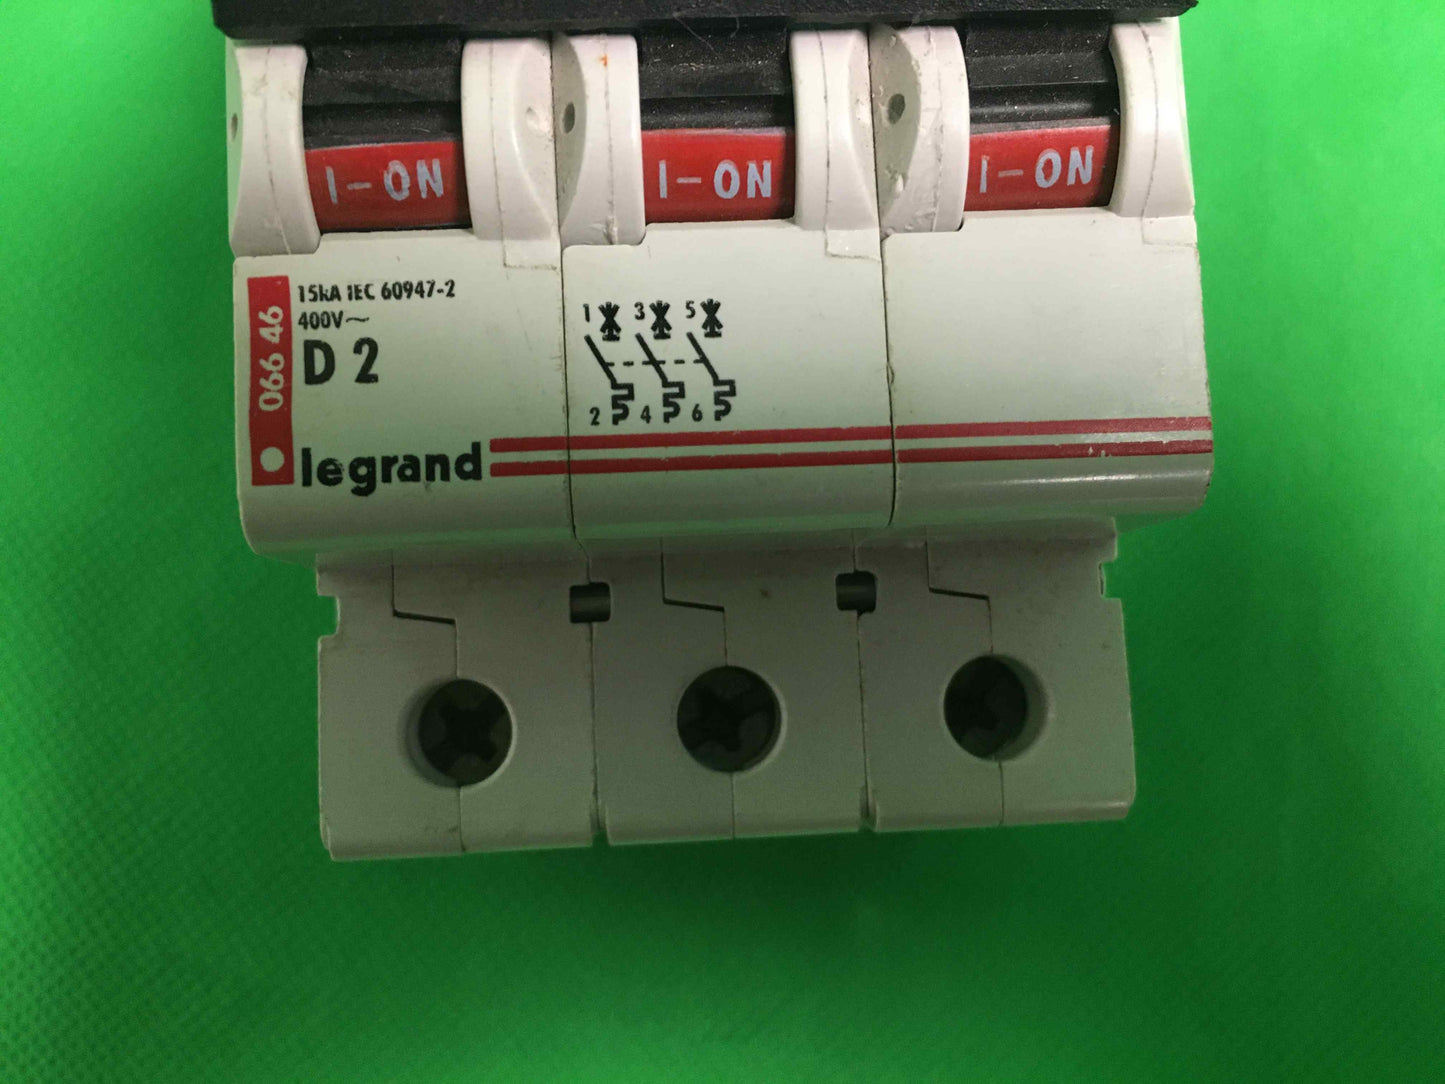 I-ON I-ON I-ON
066 46
15kA IEC 60947-2
400V~
D 2
legrand
1 3 5
2 4 6